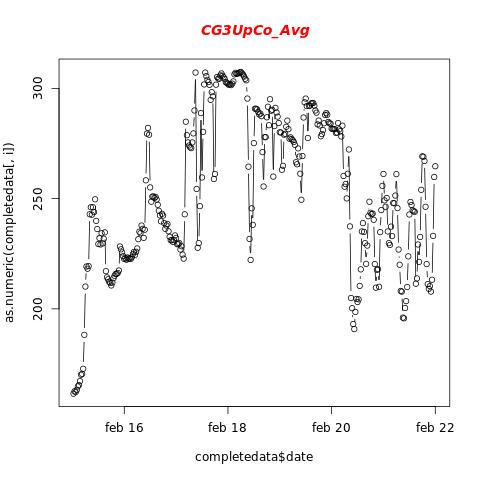 CG3UpCo_Avg
as.numeric(completedata[, i])
300
250
200
feb 16
feb 18
feb 20
feb 22
completedata$date